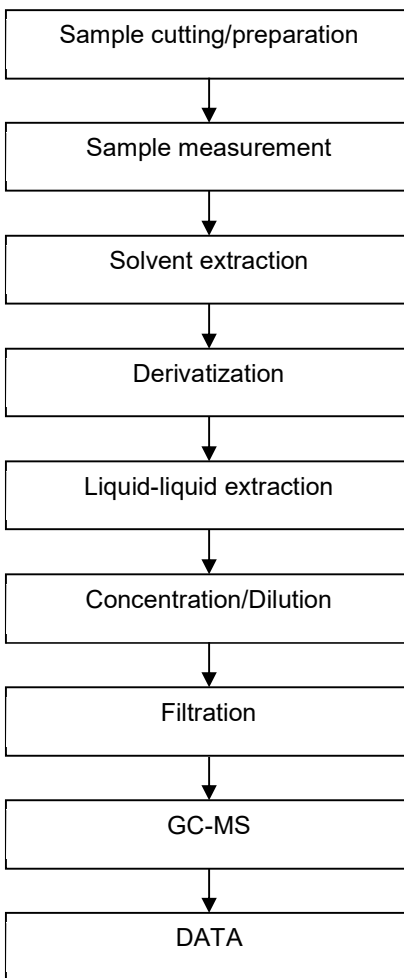 Sample cutting/preparation
Sample measurement
Solvent extraction
Derivatization
Liquid-liquid extraction
Concentration/Dilution
Filtration
GC-MS
DATA